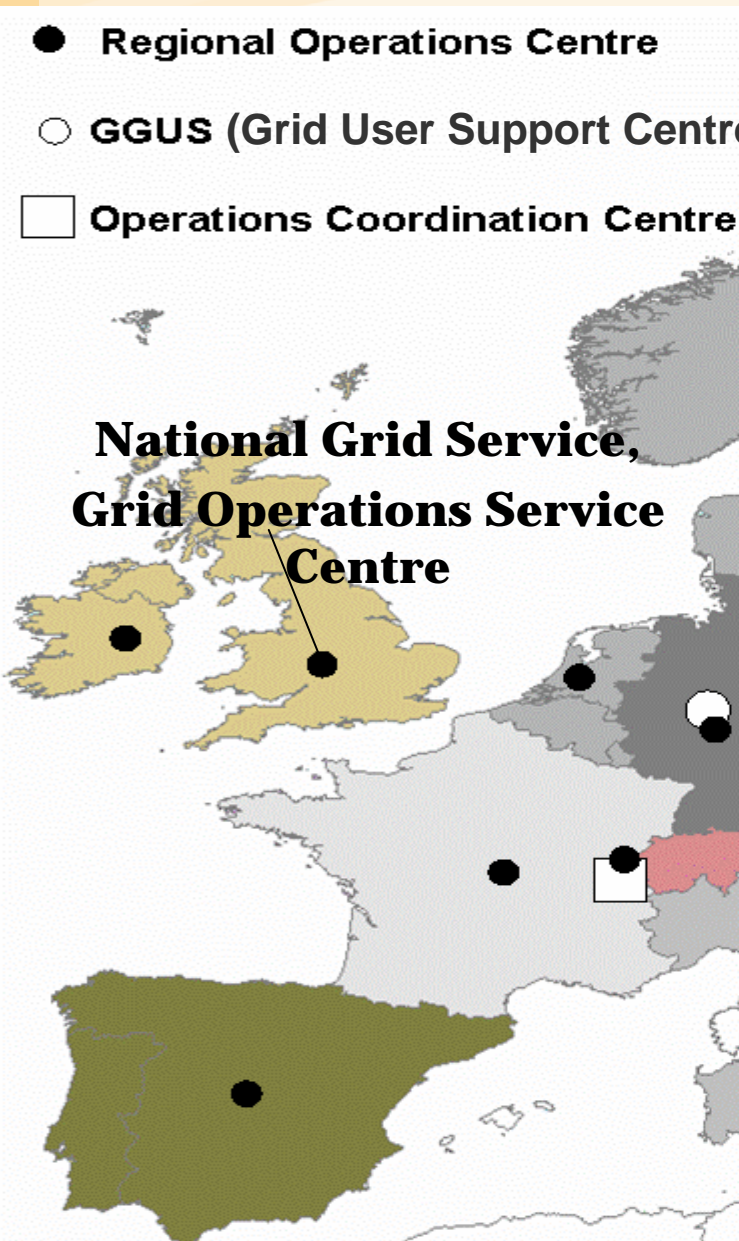 Regional Operations Centre
GGUS (Grid User Support Centre
Operations Coordination Centre
National Grid Service,
Grid Operations Service
Centre